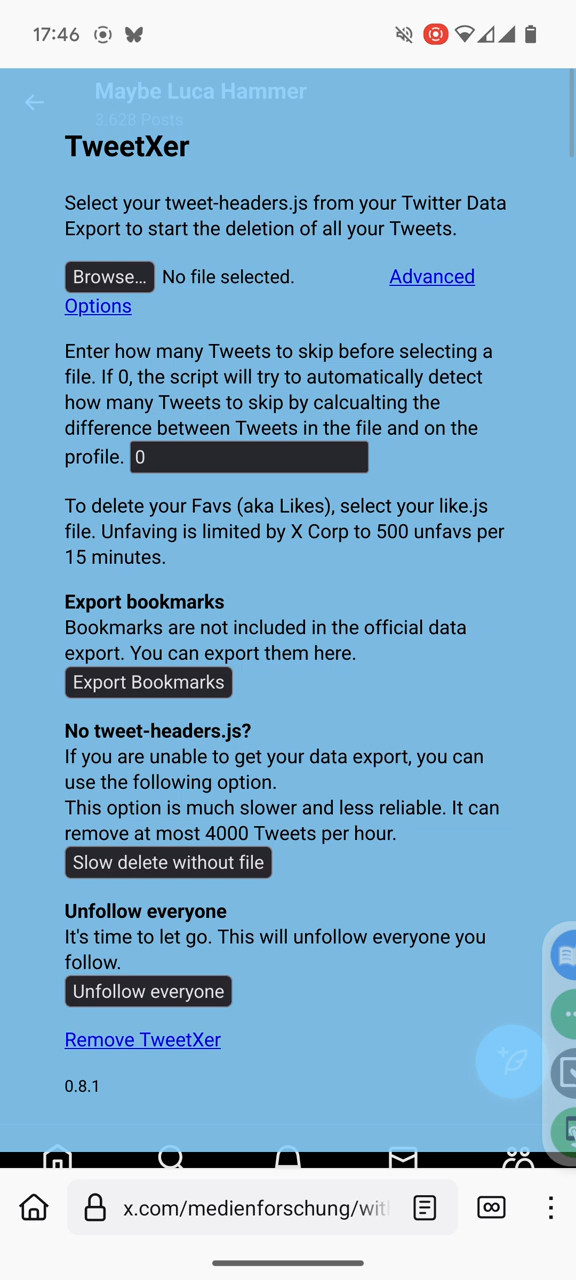 17:46
Maybe Luca Hammer
3.628 Posts
TweetXer
Select your tweet-headers.js from your Twitter Data
Export to start the deletion of all your Tweets.
Browse... No file selected. Advanced
Options
Enter how many Tweets to skip before selecting a
file. If 0, the script will try to automatically detect
how many Tweets to skip by calcualting the
difference between Tweets in the file and on the
profile. 0
To delete your Favs (aka Likes), select your like.js
file. Unfaving is limited by X Corp to 500 unfavs per
15 minutes.
Export bookmarks
Bookmarks are not included in the official data
export. You can export them here.
Export Bookmarks
No tweet-headers.js?
If you are unable to get your data export, you can
use the following option.
This option is much slower and less reliable. It can
remove at most 4000 Tweets per hour.
Slow delete without file
Unfollow everyone
It's time to let go. This will unfollow everyone you
follow.
Unfollow everyone
Remove TweetXer
0.8.1
x.com/medienforschung/wit